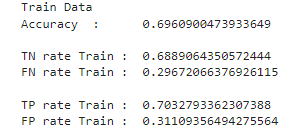 Train Data
Accuracy : 0.6960900473933649
TN rate Train : 0.6889064350572444
FN rate Train : 0.29672066376926115
TP rate Train : 0.7032793362307388
FP rate Train : 0.31109356494275564